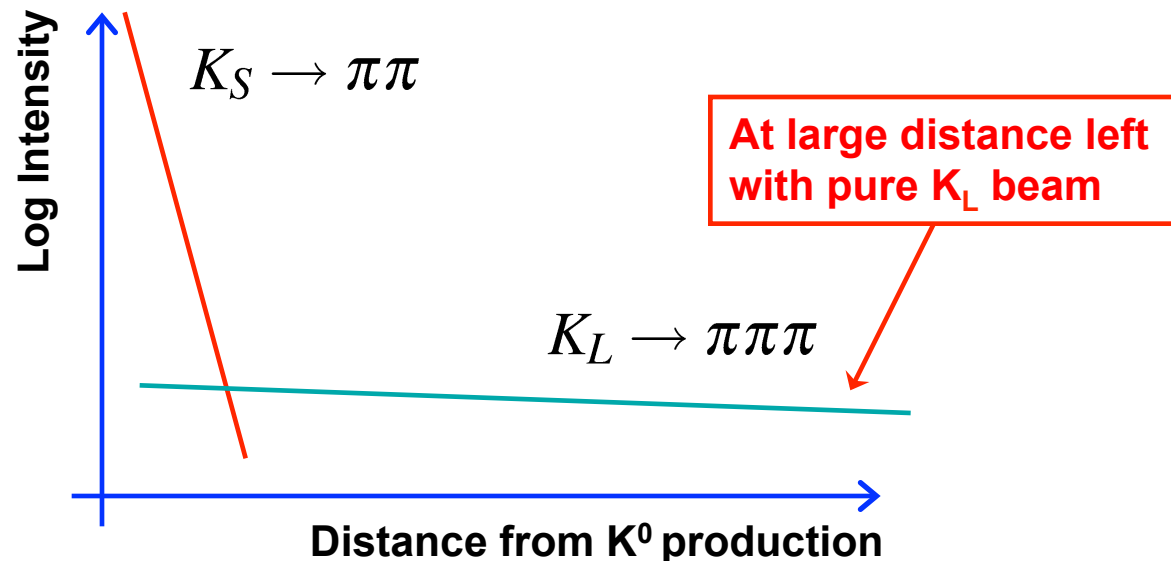 Log Intensity
K_S → ππ
At large distance left
with pure K_L beam
K_L → πππ
Distance from K⁰ production